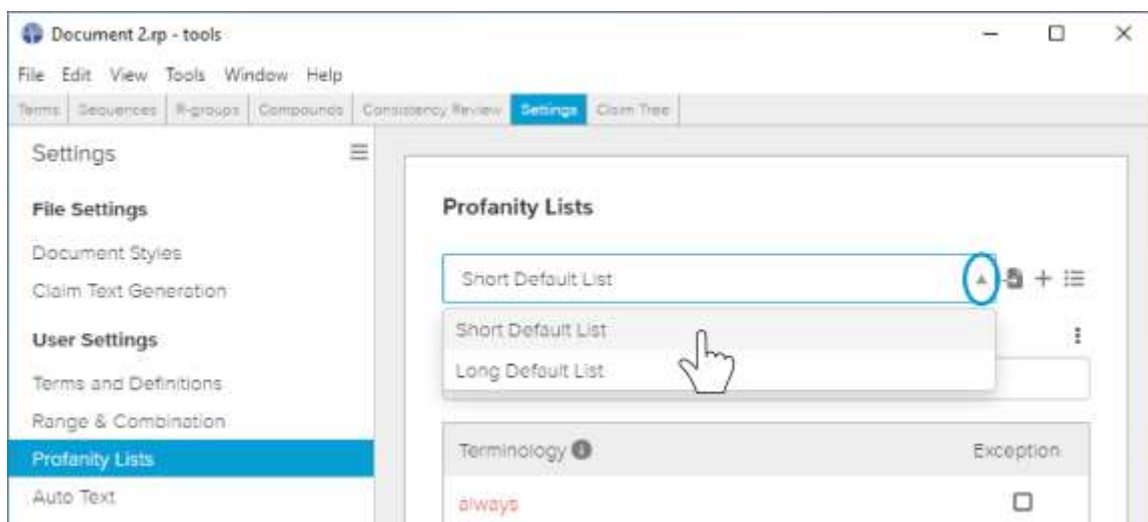 Document 2.rp - tools
File Edit View Tools Window Help
Terms Sequences R-groups Compounds Consistency Review Settings Claim Tree
Settings
File Settings
Document Styles
Claim Text Generation
User Settings
Terms and Definitions
Range & Combination
Profanity Lists
Auto Text
Profanity Lists
Short Default List
Short Default List
Long Default List
Terminology Exception
always